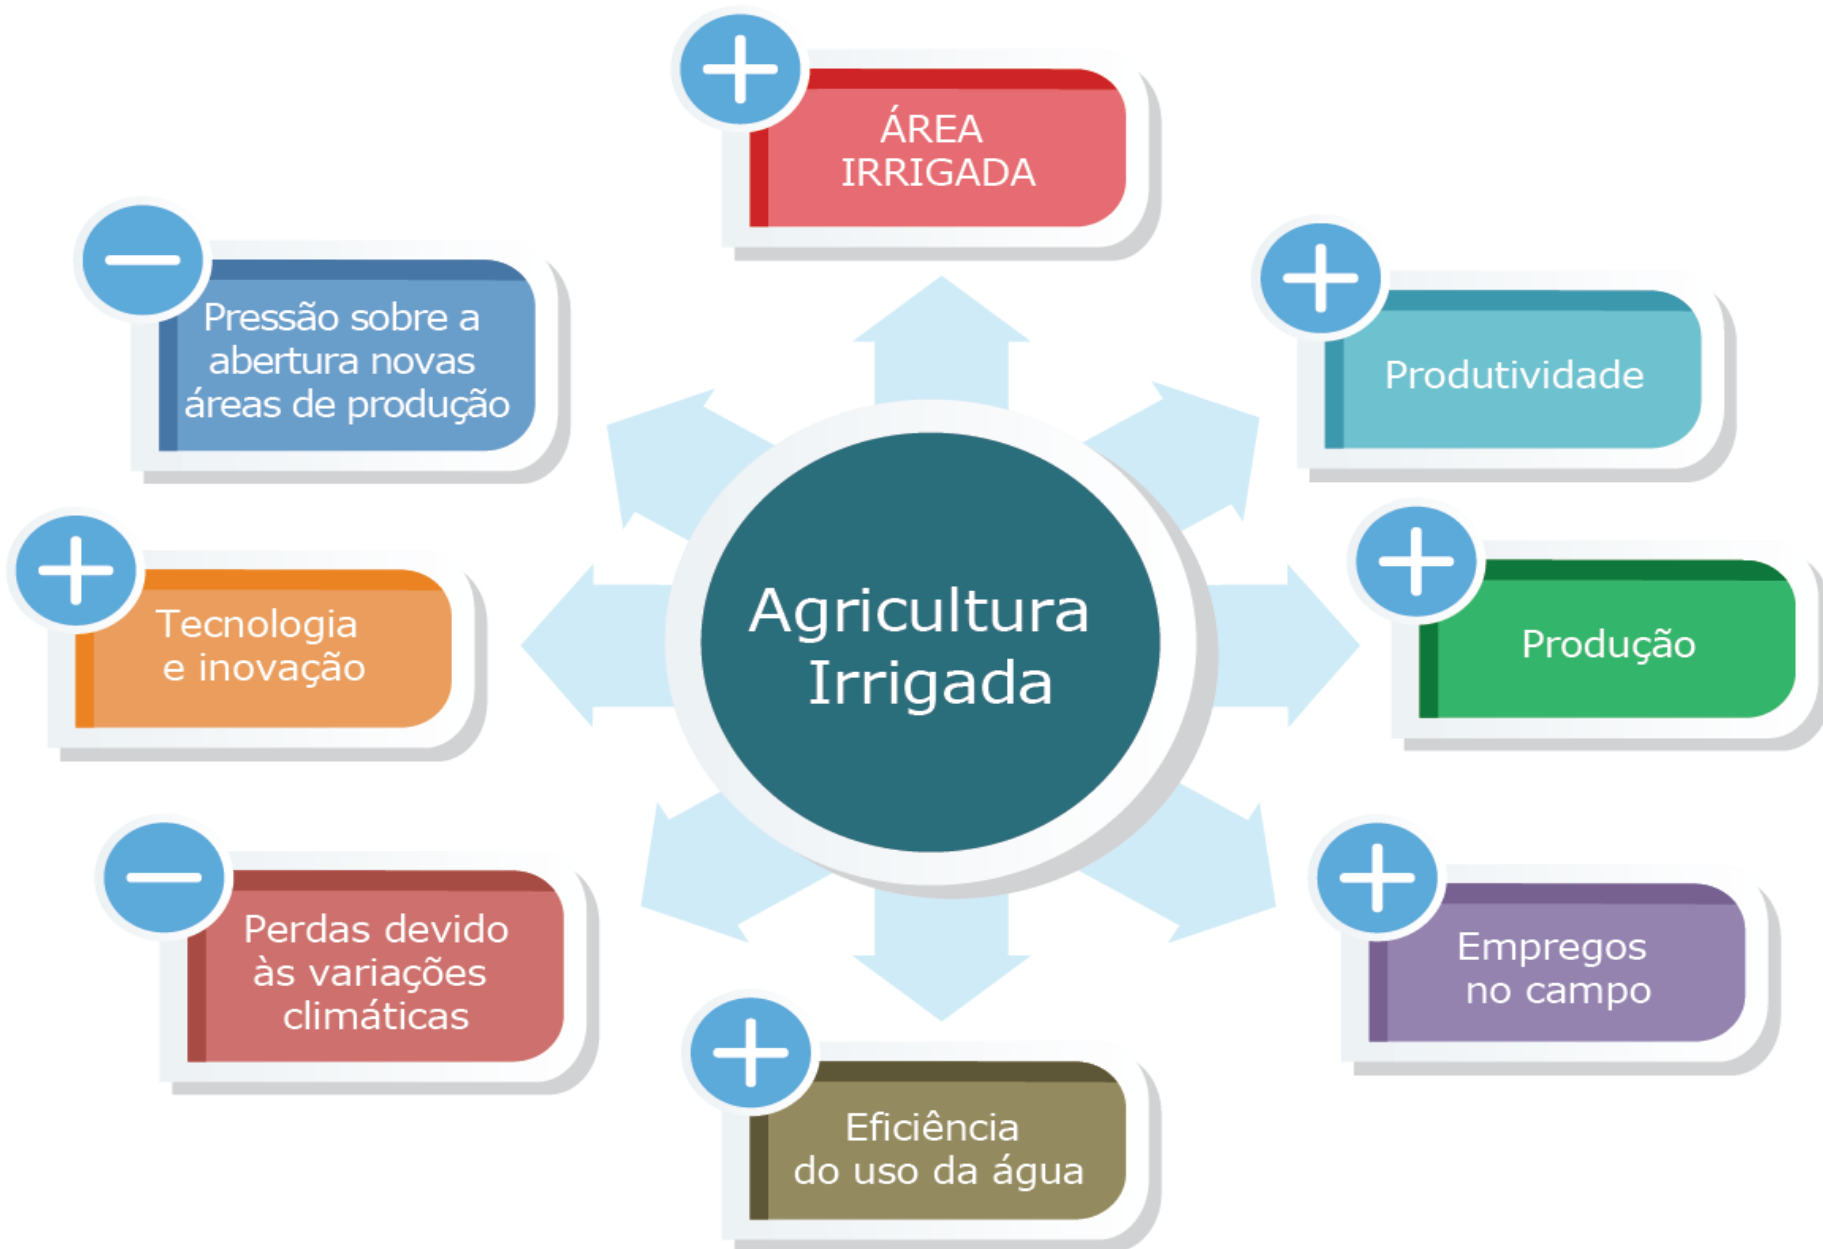 ÁREA
IRRIGADA
Pressão sobre a
abertura novas
áreas de produção
Produtividade
Tecnologia
e inovação
Agricultura
Irrigada
Produção
Perdas devido
às variações
climáticas
Empregos
no campo
Eficiência
do uso da água